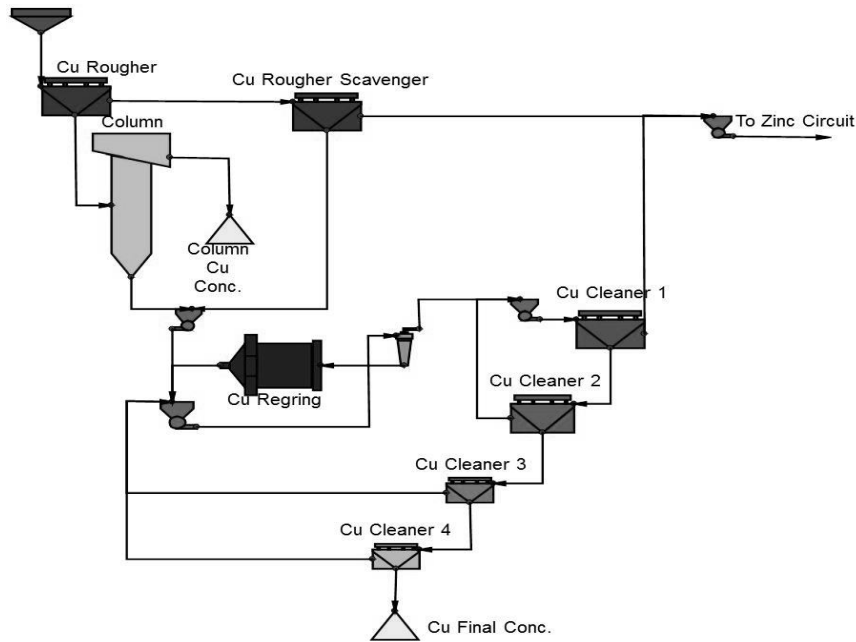 Cu Rougher
Cu Rougher Scavenger
Column
To Zinc Circuit
Column
Cu
Conc.
Cu Cleaner 1
Cu Cleaner 2
Cu Regring
Cu Cleaner 3
Cu Cleaner 4
Cu Final Conc.